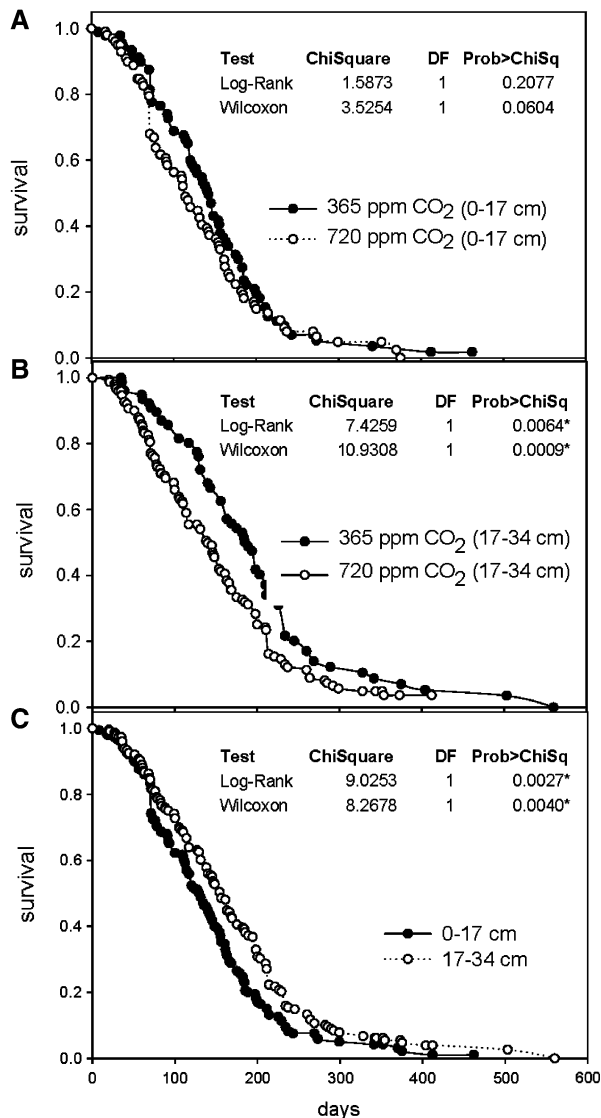 A
1.0
0.8
0.6
0.4
0.2
0.0
survival
Test ChiSquare DF Prob>ChiSq
Log-Rank 1.5873 1 0.2077
Wilcoxon 3.5254 1 0.0604
365 ppm CO2 (0-17 cm)
720 ppm CO2 (0-17 cm)
B
1.0
0.8
0.6
0.4
0.2
0.0
survival
Test ChiSquare DF Prob>ChiSq
Log-Rank 7.4259 1 0.0064*
Wilcoxon 10.9308 1 0.0009*
365 ppm CO2 (17-34 cm)
720 ppm CO2 (17-34 cm)
C
1.0
0.8
0.6
0.4
0.2
0.0
survival
Test ChiSquare DF Prob>ChiSq
Log-Rank 9.0253 1 0.0027*
Wilcoxon 8.2678 1 0.0040*
0-17 cm
17-34 cm
0 100 200 300 400 500 600
days